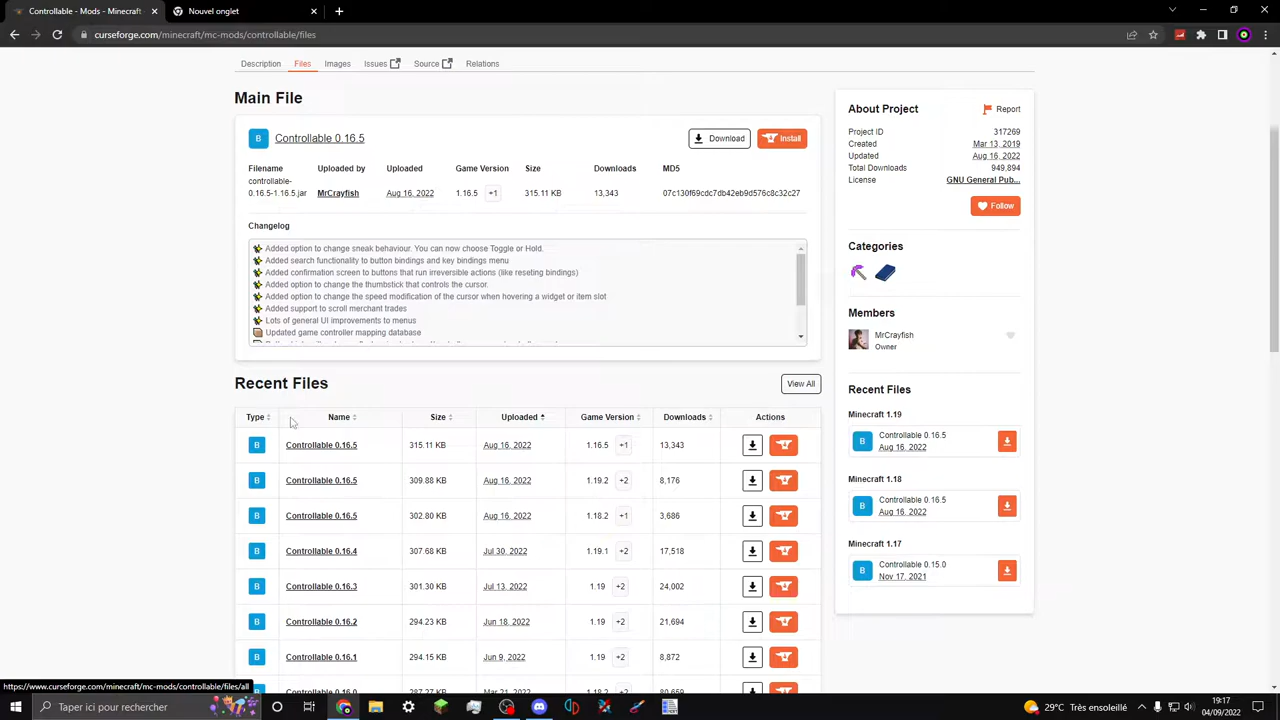 Controllable - Mods - Minecraft
Nouvel onglet
curseforge.com/minecraft/mc-mods/controllable/files
Description Files Images Issues Source Relations
Main File
B Controllable 0.16.5 Download Install
Filename Uploaded by Uploaded Game Version Size Downloads MD5
controllable-
0.16.5-1.16.5.jar MrCrayfish Aug 16, 2022 1.16.5 +1 315.11 KB 13,343 07c130f69cdc7db42eb9d576c8c32c27
Changelog
Added option to change sneak behaviour. You can now choose Toggle or Hold.
Added search functionality to button bindings and key bindings menu
Added confirmation screen to buttons that run irreversible actions (like reseting bindings)
Added option to change the thumbstick that controls the cursor.
Added option to change the speed modification of the cursor when hovering a widget or item slot
Added support to scroll merchant trades
Lots of general UI improvements to menus
Updated game controller mapping database
Recent Files View All
Type Name Size Uploaded Game Version Downloads Actions
B Controllable 0.16.5 315.11 KB Aug 16, 2022 1.16.5 +1 13,343
B Controllable 0.16.5 309.88 KB Aug 16, 2022 1.19.2 +2 8,176
B Controllable 0.16.5 302.80 KB Aug 16, 2022 1.18.2 +1 3,686
B Controllable 0.16.4 307.68 KB Jul 30, 2022 1.19.1 +2 17,518
B Controllable 0.16.3 301.30 KB Jul 13, 2022 1.19 +2 24,002
B Controllable 0.16.2 294.23 KB Jun 18, 2022 1.19 +2 21,694
B Controllable 0.16.1 294.15 KB Jun 9, 2022 1.19 +2 8,872
Controllable 0.16.0 287.27 KB Mar 21, 2022 1.18.2 +2 80,659
About Project Report
Project ID 317269
Created Mar 13, 2019
Updated Aug 16, 2022
Total Downloads 949,894
License GNU General Pub...
Follow
Categories
Members
MrCrayfish
Owner
Recent Files
Minecraft 1.19
B Controllable 0.16.5
Aug 16, 2022
Minecraft 1.18
B Controllable 0.16.5
Aug 16, 2022
Minecraft 1.17
B Controllable 0.15.0
Nov 17, 2021
https://www.curseforge.com/minecraft/mc-mods/controllable/files/all
Taper ici pour rechercher
29°C Très ensoleillé
19:17
04/09/2022